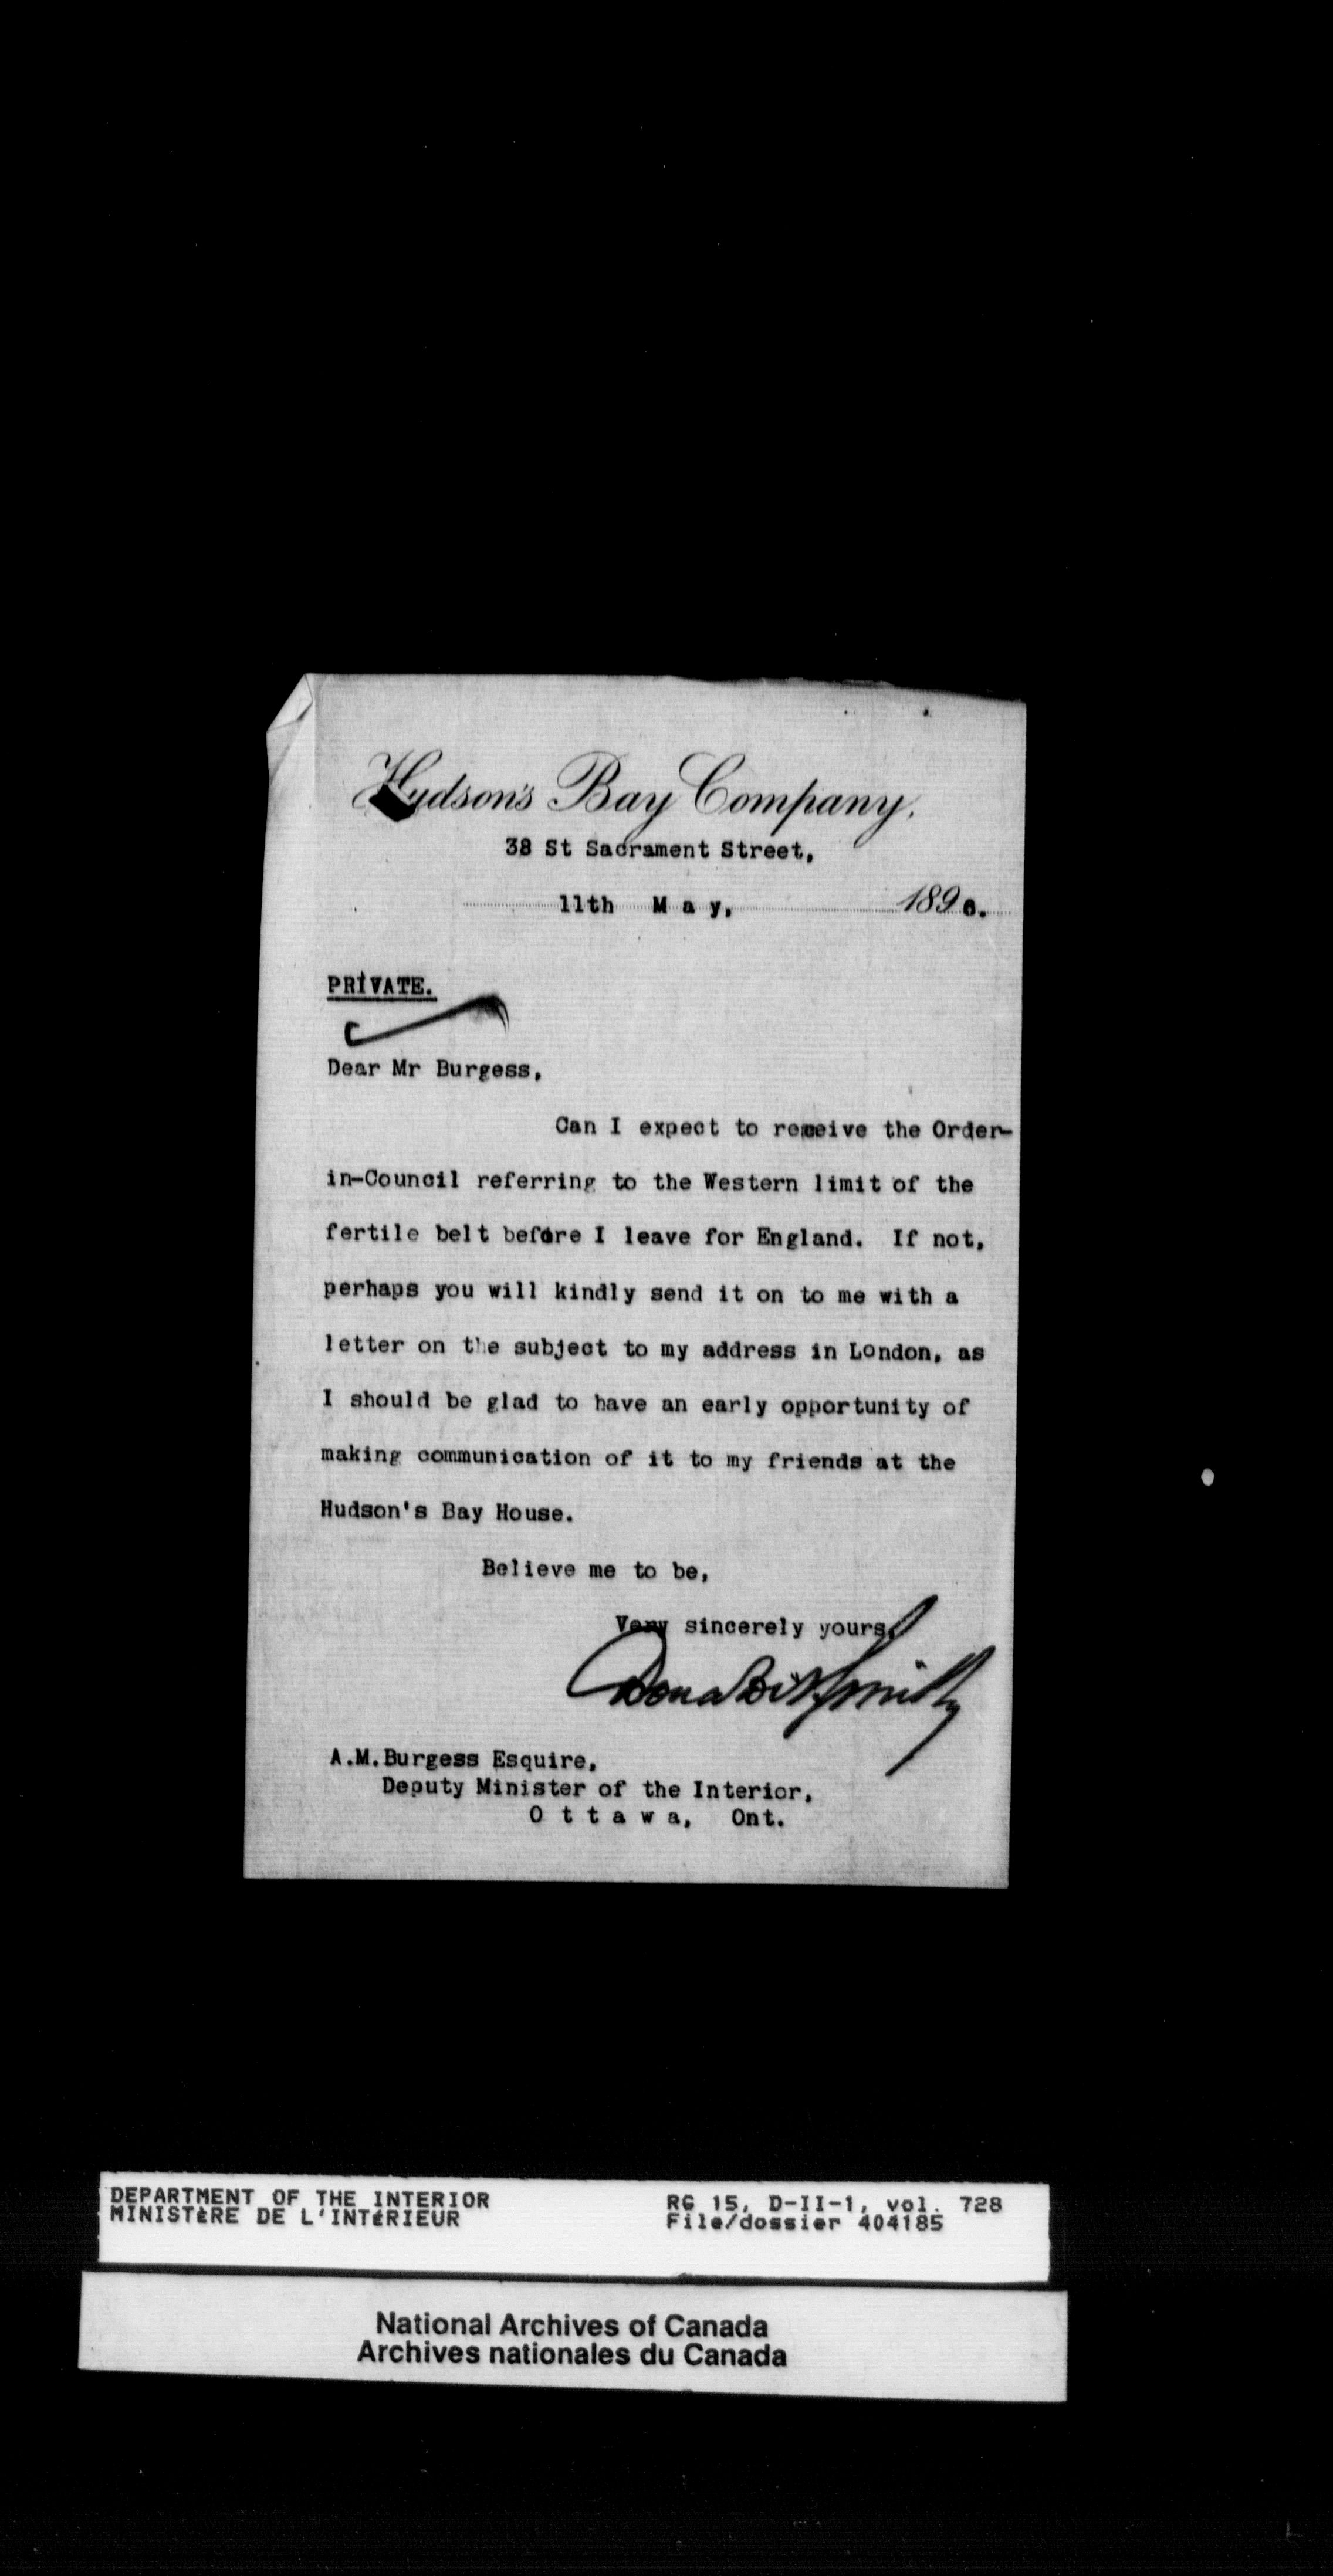 Hudson's Bay Company.
38 St Sacrament Street,
11th May, 1896.
PRIVATE.
Dear Mr Burgess,
Can I expect to receive the Order-
in-Council referring to the Western limit of the
fertile belt before I leave for England. If not,
perhaps you will kindly send it on to me with a
letter on the subject to my address in London, as
I should be glad to have an early opportunity of
making communication of it to my friends at the
Hudson's Bay House.
Believe me to be,
Very sincerely yours,
Donald A Smith
A.M.Burgess Esquire,
Deputy Minister of the Interior,
O t t a w a, Ont.
DEPARTMENT OF THE INTERIOR
MINISTÈRE DE L'INTÉRIEUR
RG 15, D-II-1, vol. 728
File/dossier 404185
National Archives of Canada
Archives nationales du Canada